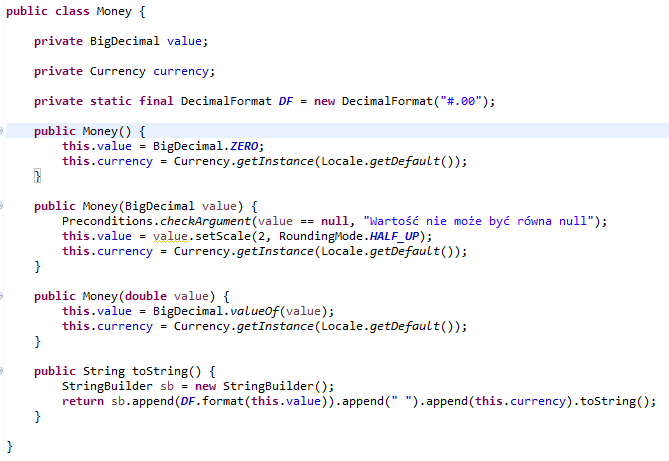 public class Money {
private BigDecimal value;
private Currency currency;
private static final DecimalFormat DF = new DecimalFormat("#.00");
public Money() {
this.value = BigDecimal.ZERO;
this.currency = Currency.getInstance(Locale.getDefault());
}
public Money(BigDecimal value) {
Preconditions.checkArgument(value == null, "Wartość nie może być równa null");
this.value = value.setScale(2, RoundingMode.HALF_UP);
this.currency = Currency.getInstance(Locale.getDefault());
}
public Money(double value) {
this.value = BigDecimal.valueOf(value);
this.currency = Currency.getInstance(Locale.getDefault());
}
public String toString() {
StringBuilder sb = new StringBuilder();
return sb.append(DF.format(this.value)).append(" ").append(this.currency).toString();
}
}